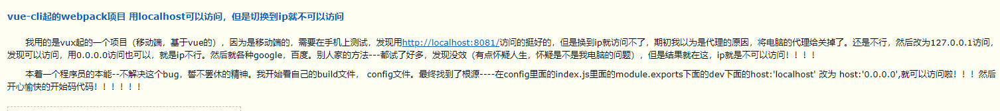 vue-cli起的webpack项目 用localhost可以访问，但是切换到ip就不可以访问
我用的是vux起的一个项目（移动端，基于vue的），因为是移动端的，需要在手机上测试，发现用http://localhost:8081/访问的挺好的，但是换到ip就访问不了，期初我以为是代理的原因，将电脑的代理给关掉了。还是不行，然后改为127.0.0.1访问，
发现可以访问，用0.0.0.0访问也可以，就是ip不行。然后就各种google，百度。别人家的方法---都试了好多，发现没效（有点怀疑人生，怀疑是不是我电脑的问题），但是结果就在这，ip就是不可以访问！！！！
本着一个程序员的本能--不解决这个bug，誓不罢休的精神。我开始看自己的build文件， config文件。最终找到了根源----在config里面的index.js里面的module.exports下面的dev下面的host:'localhost' 改为 host:'0.0.0.0',就可以访问啦！！！然后
开心愉快的开始码代码！！！！！！